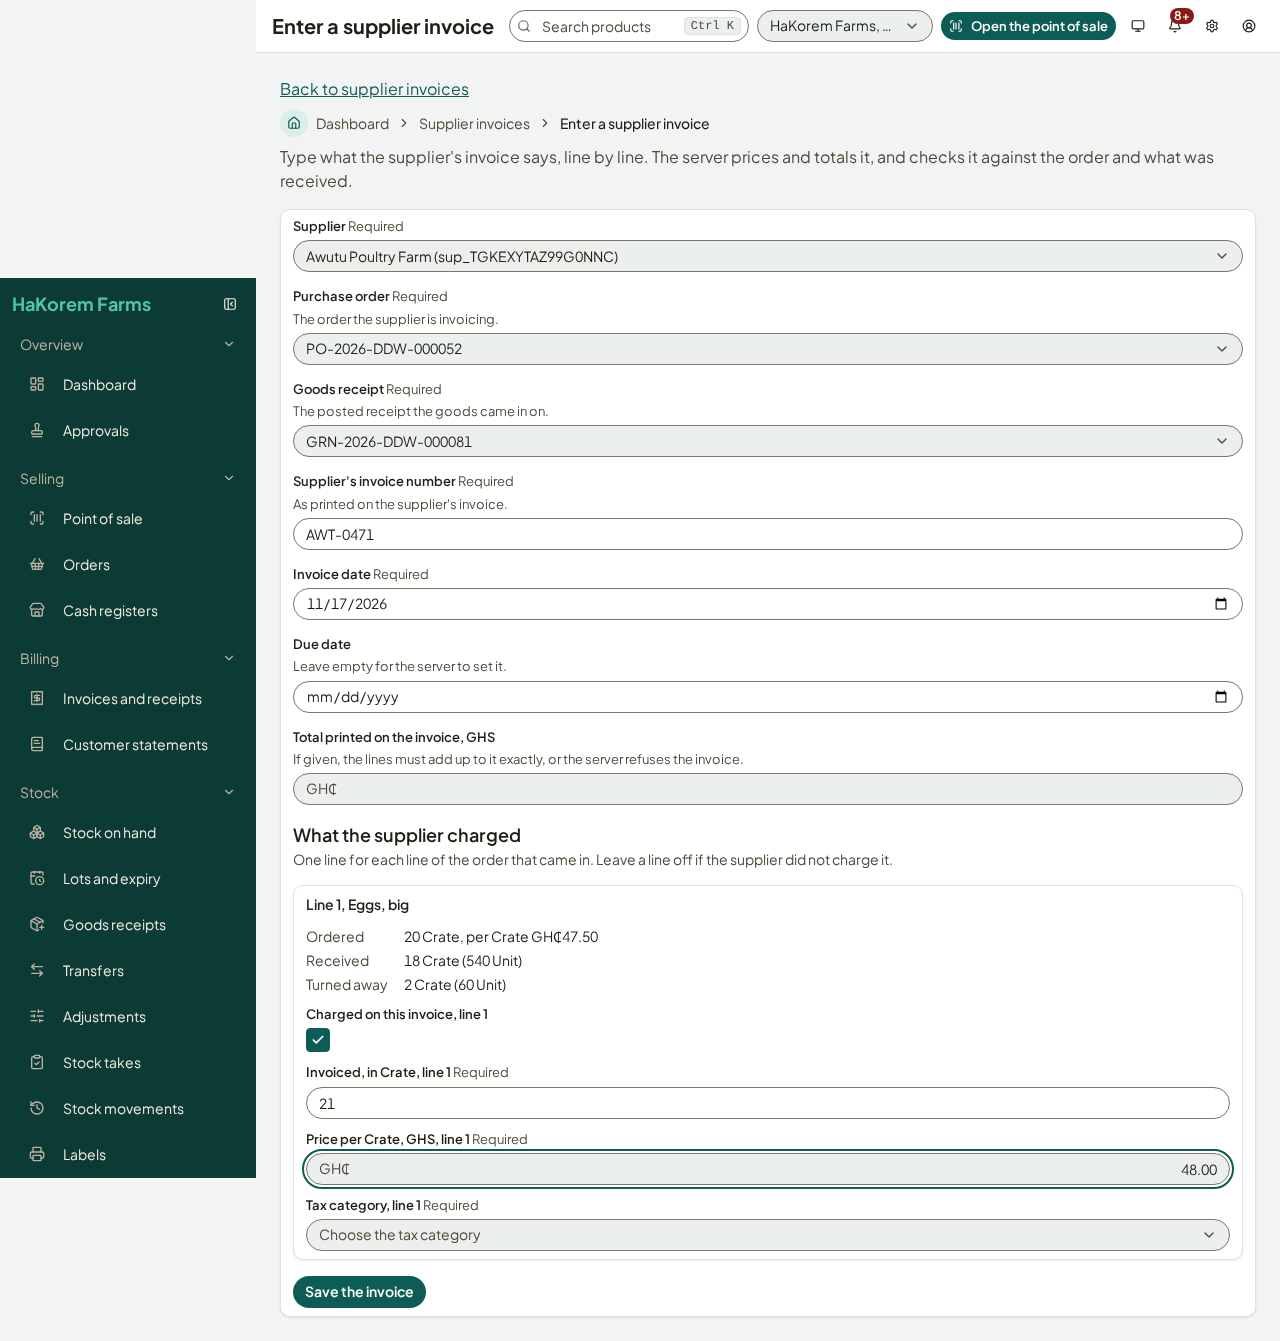 Enter a supplier invoice
Search products
Ctrl K
HaKorem Farms, ...
Open the point of sale
8+
Back to supplier invoices
Dashboard
Supplier invoices
Enter a supplier invoice
Type what the supplier's invoice says, line by line. The server prices and totals it, and checks it against the order and what was
received.
HaKorem Farms
Overview
Dashboard
Approvals
Selling
Point of sale
Orders
Cash registers
Billing
Invoices and receipts
Customer statements
Stock
Stock on hand
Lots and expiry
Goods receipts
Transfers
Adjustments
Stock takes
Stock movements
Labels
Supplier Required
Awutu Poultry Farm (sup_TGKEXYTAZ99G0NNC)
Purchase order Required
The order the supplier is invoicing.
PO-2026-DDW-000052
Goods receipt Required
The posted receipt the goods came in on.
GRN-2026-DDW-000081
Supplier's invoice number Required
As printed on the supplier's invoice.
AWT-0471
Invoice date Required
11/17/2026
Due date
Leave empty for the server to set it.
mm/dd/yyyy
Total printed on the invoice, GHS
If given, the lines must add up to it exactly, or the server refuses the invoice.
GH₵
What the supplier charged
One line for each line of the order that came in. Leave a line off if the supplier did not charge it.
Line 1, Eggs, big
Ordered 20 Crate, per Crate GH₵47.50
Received 18 Crate (540 Unit)
Turned away 2 Crate (60 Unit)
Charged on this invoice, line 1
Invoiced, in Crate, line 1 Required
21
Price per Crate, GHS, line 1 Required
GH₵ 48.00
Tax category, line 1 Required
Choose the tax category
Save the invoice